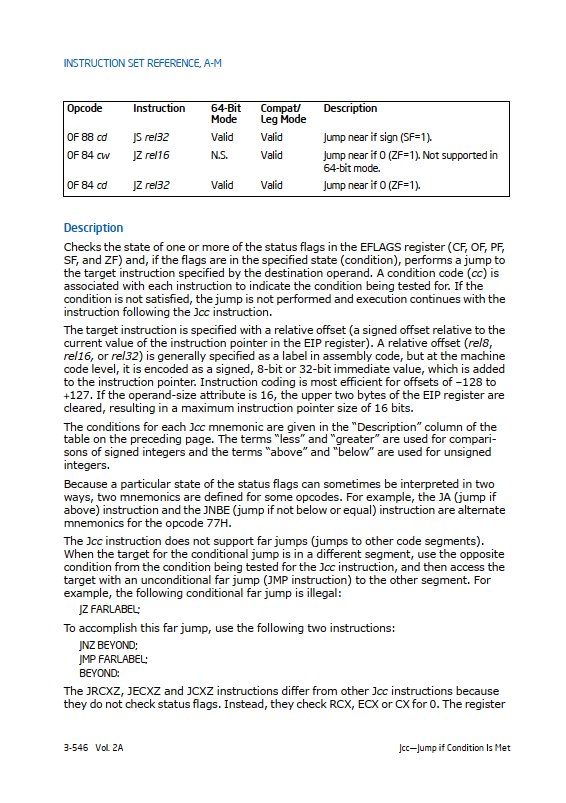 INSTRUCTION SET REFERENCE, A-M
Opcode Instruction 64-Bit Mode Compat/Leg Mode Description
0F 88 cd JS rel32 Valid Valid Jump near if sign (SF=1).
0F 84 cw JZ rel16 N.S. Valid Jump near if 0 (ZF=1). Not supported in
64-bit mode.
0F 84 cd JZ rel32 Valid Valid Jump near if 0 (ZF=1).
Description
Checks the state of one or more of the status flags in the EFLAGS register (CF, OF, PF,
SF, and ZF) and, if the flags are in the specified state (condition), performs a jump to
the target instruction specified by the destination operand. A condition code (cc) is
associated with each instruction to indicate the condition being tested for. If the
condition is not satisfied, the jump is not performed and execution continues with the
instruction following the Jcc instruction.
The target instruction is specified with a relative offset (a signed offset relative to the
current value of the instruction pointer in the EIP register). A relative offset (rel8,
rel16, or rel32) is generally specified as a label in assembly code, but at the machine
code level, it is encoded as a signed, 8-bit or 32-bit immediate value, which is added
to the instruction pointer. Instruction coding is most efficient for offsets of –128 to
+127. If the operand-size attribute is 16, the upper two bytes of the EIP register are
cleared, resulting in a maximum instruction pointer size of 16 bits.
The conditions for each Jcc mnemonic are given in the “Description” column of the
table on the preceding page. The terms “less” and “greater” are used for compari-
sons of signed integers and the terms “above” and “below” are used for unsigned
integers.
Because a particular state of the status flags can sometimes be interpreted in two
ways, two mnemonics are defined for some opcodes. For example, the JA (jump if
above) instruction and the JNBE (jump if not below or equal) instruction are alternate
mnemonics for the opcode 77H.
The Jcc instruction does not support far jumps (jumps to other code segments).
When the target for the conditional jump is in a different segment, use the opposite
condition from the condition being tested for the Jcc instruction, and then access the
target with an unconditional far jump (JMP instruction) to the other segment. For
example, the following conditional far jump is illegal:
JZ FARLABEL;
To accomplish this far jump, use the following two instructions:
JNZ BEYOND;
JMP FARLABEL;
BEYOND:
The JRCXZ, JECXZ and JCXZ instructions differ from other Jcc instructions because
they do not check status flags. Instead, they check RCX, ECX or CX for 0. The register
3-546 Vol. 2A Jcc—Jump if Condition Is Met